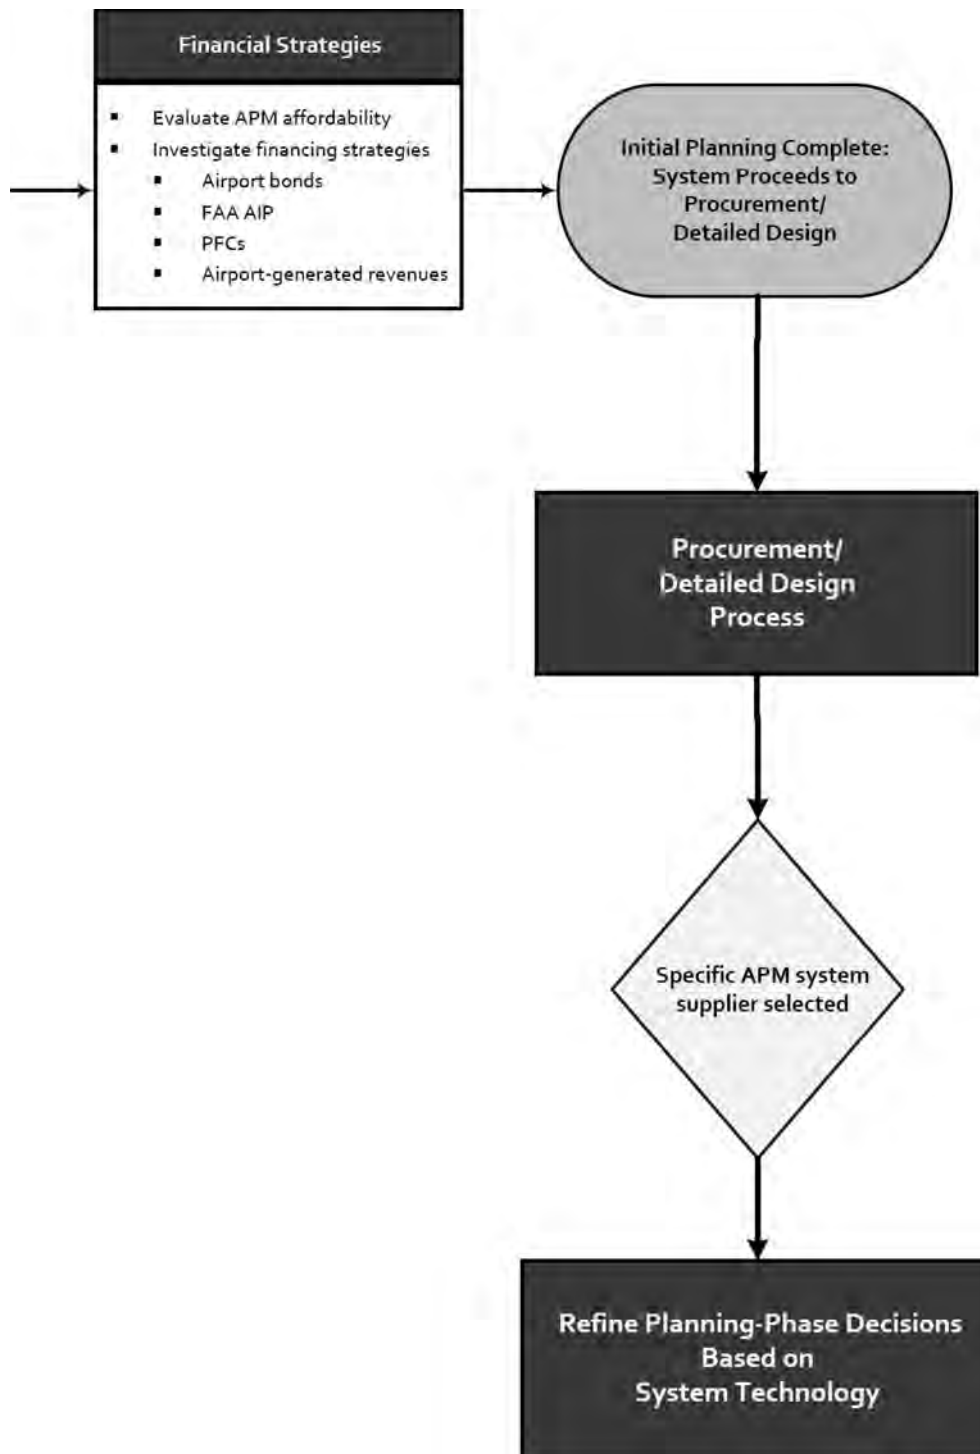 Financial Strategies
▪ Evaluate APM affordability
▪ Investigate financing strategies
▪ Airport bonds
▪ FAA AIP
▪ PFCs
▪ Airport-generated revenues
Initial Planning Complete:
System Proceeds to
Procurement/
Detailed Design
Procurement/
Detailed Design
Process
Specific APM system
supplier selected
Refine Planning-Phase Decisions
Based on
System Technology